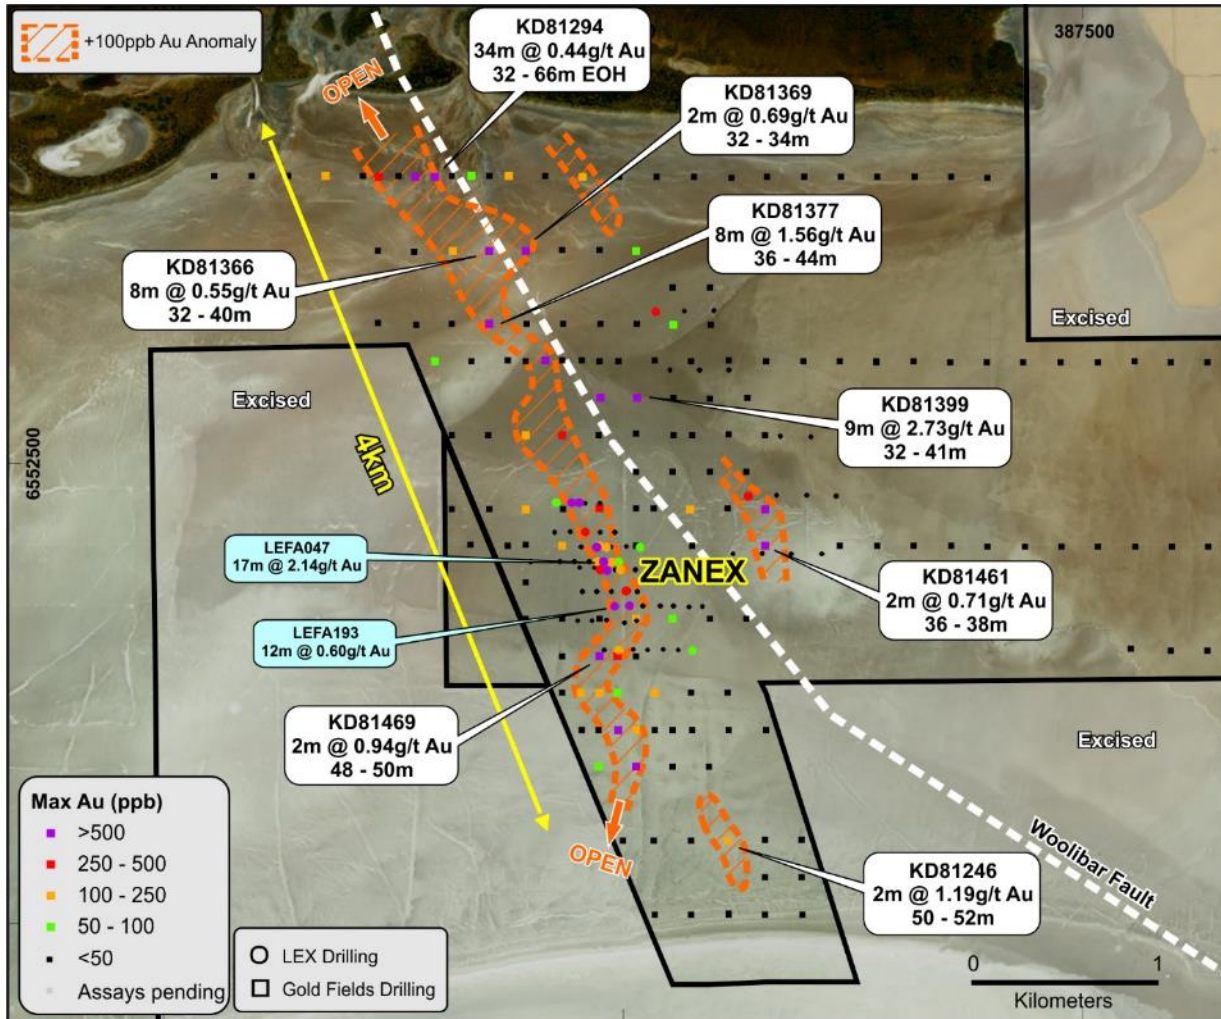 +100ppb Au Anomaly
OPEN
KD81294
34m @ 0.44g/t Au
32 - 66m EOH
387500
KD81369
2m @ 0.69g/t Au
32 - 34m
KD81377
8m @ 1.56g/t Au
36 - 44m
KD81366
8m @ 0.55g/t Au
32 - 40m
Excised
Excised
KD81399
9m @ 2.73g/t Au
32 - 41m
6552500
4km
LEFA047
17m @ 2.14g/t Au
ZANEX
KD81461
2m @ 0.71g/t Au
36 - 38m
LEFA193
12m @ 0.60g/t Au
KD81469
2m @ 0.94g/t Au
48 - 50m
Excised
Woolibar Fault
OPEN
KD81246
2m @ 1.19g/t Au
50 - 52m
Max Au (ppb)
>500
250 - 500
100 - 250
50 - 100
<50
Assays pending
LEX Drilling
Gold Fields Drilling
0 1
Kilometers